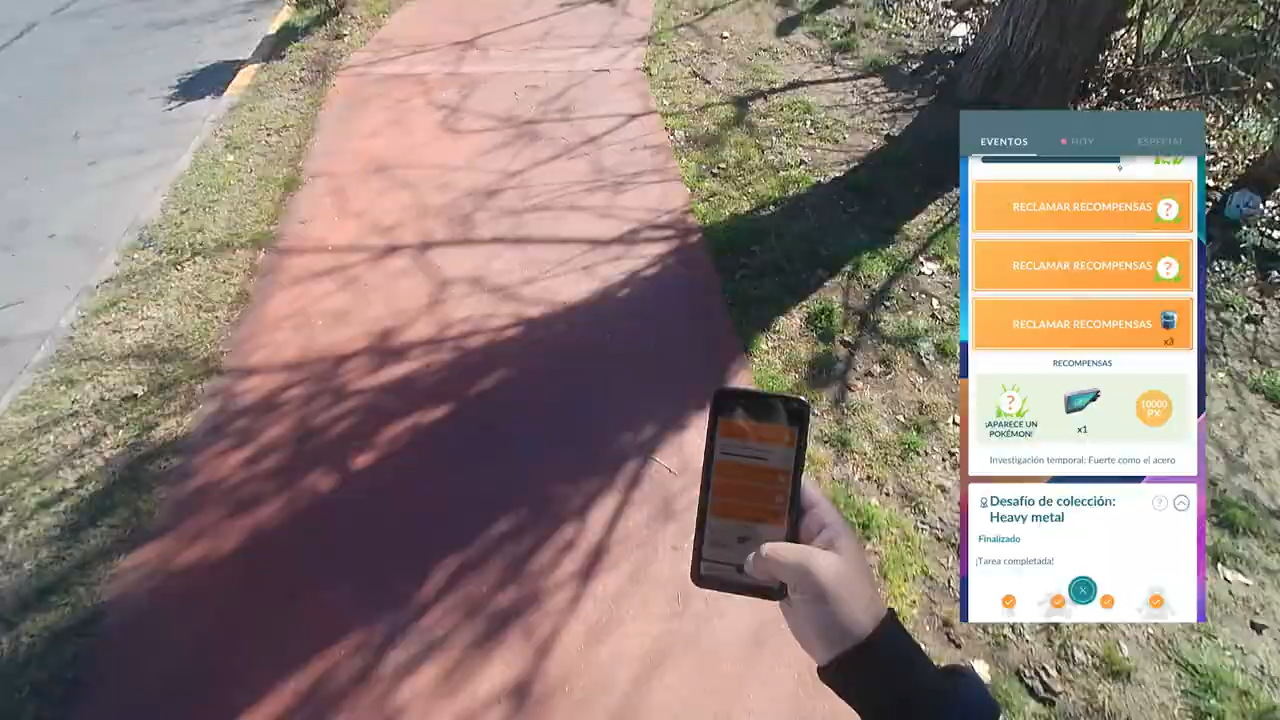 EVENTOS
HOY
ESPECIAL
RECLAMAR RECOMPENSAS
?
RECLAMAR RECOMPENSAS
?
RECLAMAR RECOMPENSAS
x3
RECOMPENSAS
?
¡APARECE UN
POKÉMON!
x1
10000
PX
Investigación temporal: Fuerte como el acero
Desafío de colección:
Heavy metal
?
Finalizado
¡Tarea completada!